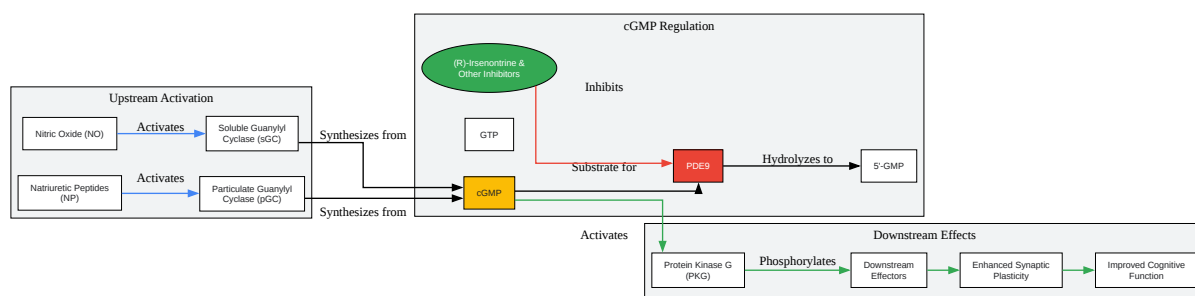 cGMP Regulation
(R)-Irsenontrine &
Other Inhibitors
Inhibits
Upstream Activation
Nitric Oxide (NO)
Activates
Soluble Guanylyl
Cyclase (sGC)
Synthesizes from
GTP
Natriuretic Peptides
(NP)
Activates
Particulate Guanylyl
Cyclase (pGC)
Synthesizes from
cGMP
Substrate for
PDE9
Hydrolyzes to
5'-GMP
Activates
Downstream Effects
Protein Kinase G
(PKG)
Phosphorylates
Downstream
Effectors
Enhanced Synaptic
Plasticity
Improved Cognitive
Function